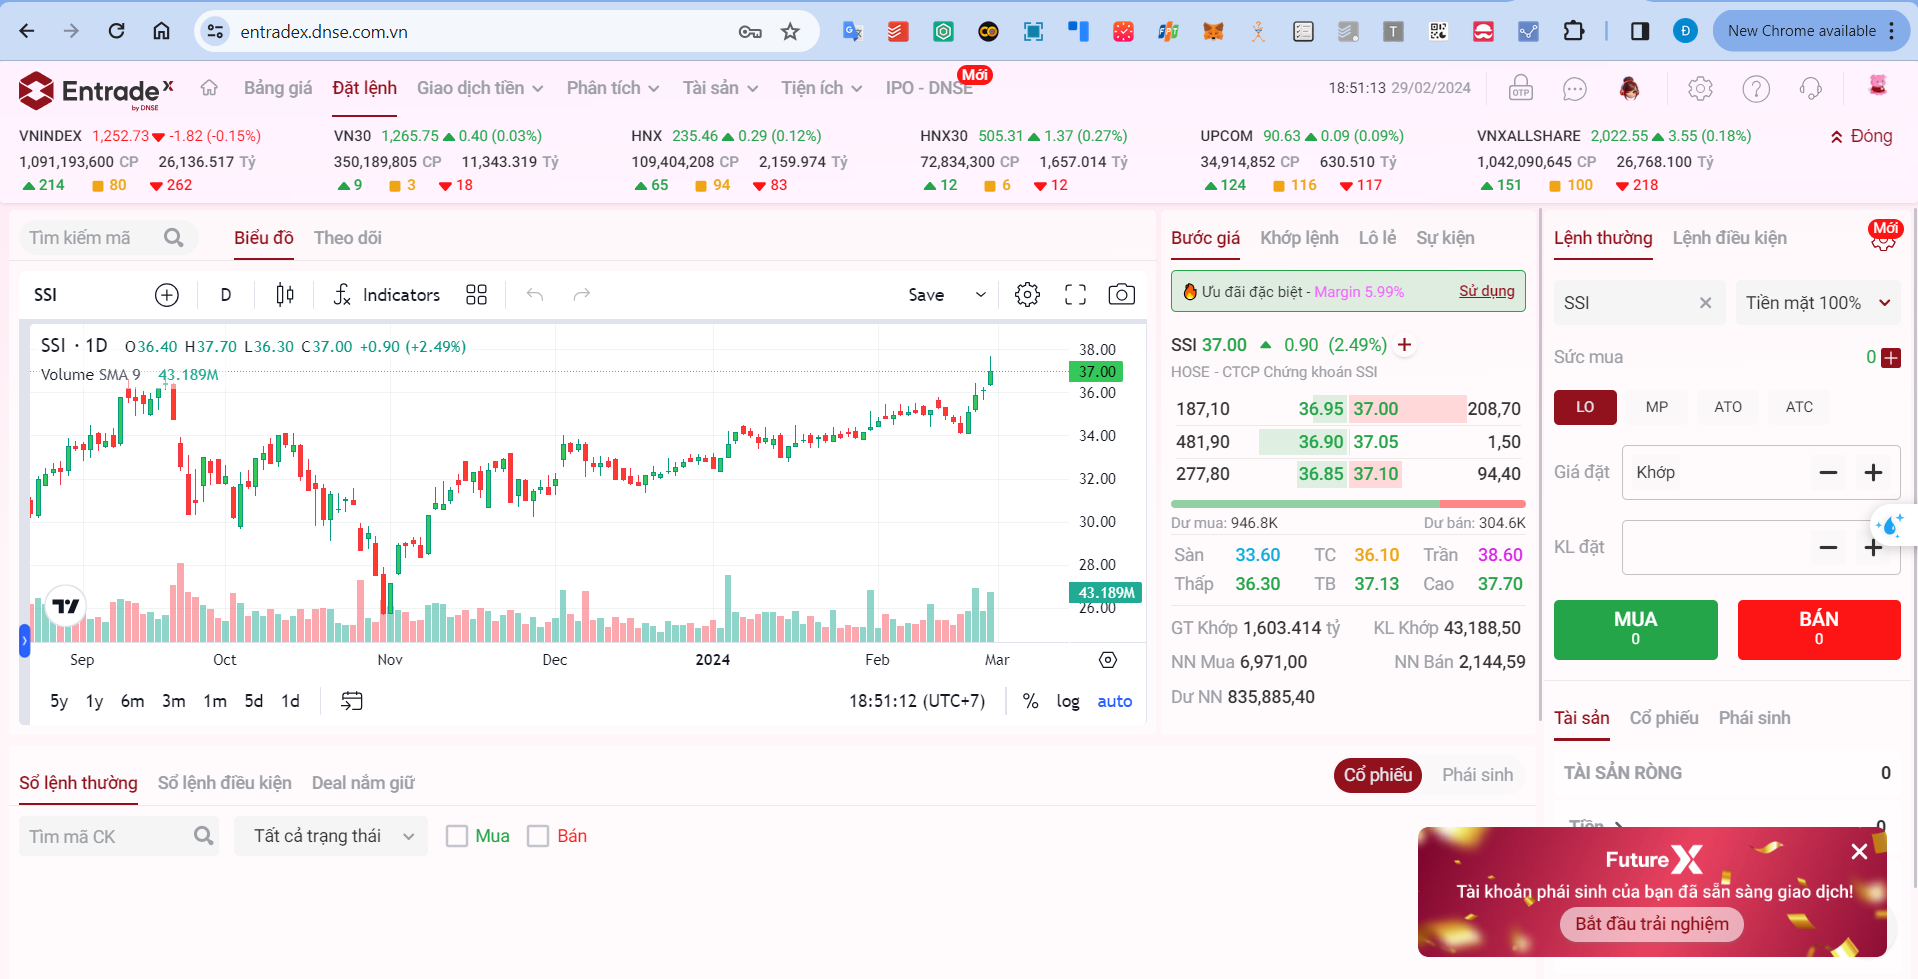 entradex.dnse.com.vn
New Chrome available
Entrade X
by DNSE
Bảng giá
Đặt lệnh
Giao dịch tiền
Phân tích
Tài sản
Tiện ích
IPO - DNSE
Mới
18:51:13 29/02/2024
OTP
VNINDEX 1,252.73 -1.82 (-0.15%)
1,091,193,600 CP 26,136.517 Tỷ
214 80 262
VN30 1,265.75 0.40 (0.03%)
350,189,805 CP 11,343.319 Tỷ
9 3 18
HNX 235.46 0.29 (0.12%)
109,404,208 CP 2,159.974 Tỷ
65 94 83
HNX30 505.31 1.37 (0.27%)
72,834,300 CP 1,657.014 Tỷ
12 6 12
UPCOM 90.63 0.09 (0.09%)
34,914,852 CP 630.510 Tỷ
124 116 117
VNXALLSHARE 2,022.55 3.55 (0.18%)
1,042,090,645 CP 26,768.100 Tỷ
151 100 218
Đóng
Tìm kiếm mã
Biểu đồ
Theo dõi
SSI
D
Indicators
Save
SSI · 1D O36.40 H37.70 L36.30 C37.00 +0.90 (+2.49%)
Volume SMA 9 43.189M
38.00
37.00
36.00
34.00
32.00
30.00
28.00
43.189M
26.00
Sep Oct Nov Dec 2024 Feb Mar
5y 1y 6m 3m 1m 5d 1d
18:51:12 (UTC+7)
% log auto
Bước giá
Khớp lệnh
Lô lẻ
Sự kiện
Ưu đãi đặc biệt - Margin 5.99%
Sử dụng
SSI 37.00 0.90 (2.49%)
HOSE - CTCP Chứng khoán SSI
187,10 36.95 37.00 208,70
481,90 36.90 37.05 1,50
277,80 36.85 37.10 94,40
Dư mua: 946.8K
Dư bán: 304.6K
Sàn 33.60 TC 36.10 Trần 38.60
Thấp 36.30 TB 37.13 Cao 37.70
GT Khớp 1,603.414 tỷ KL Khớp 43,188,50
NN Mua 6,971,00 NN Bán 2,144,59
Dư NN 835,885,40
Lệnh thường
Lệnh điều kiện
Mới
SSI
Tiền mặt 100%
Sức mua
0
LO MP ATO ATC
Giá đặt
Khớp
KL đặt
MUA
0
BÁN
0
Tài sản
Cổ phiếu
Phái sinh
TÀI SẢN RÒNG 0
Tiền 0
Sổ lệnh thường
Sổ lệnh điều kiện
Deal nắm giữ
Cổ phiếu
Phái sinh
Tìm mã CK
Tất cả trạng thái
Mua
Bán
Future X
Tài khoản phái sinh của bạn đã sẵn sàng giao dịch!
Bắt đầu trải nghiệm